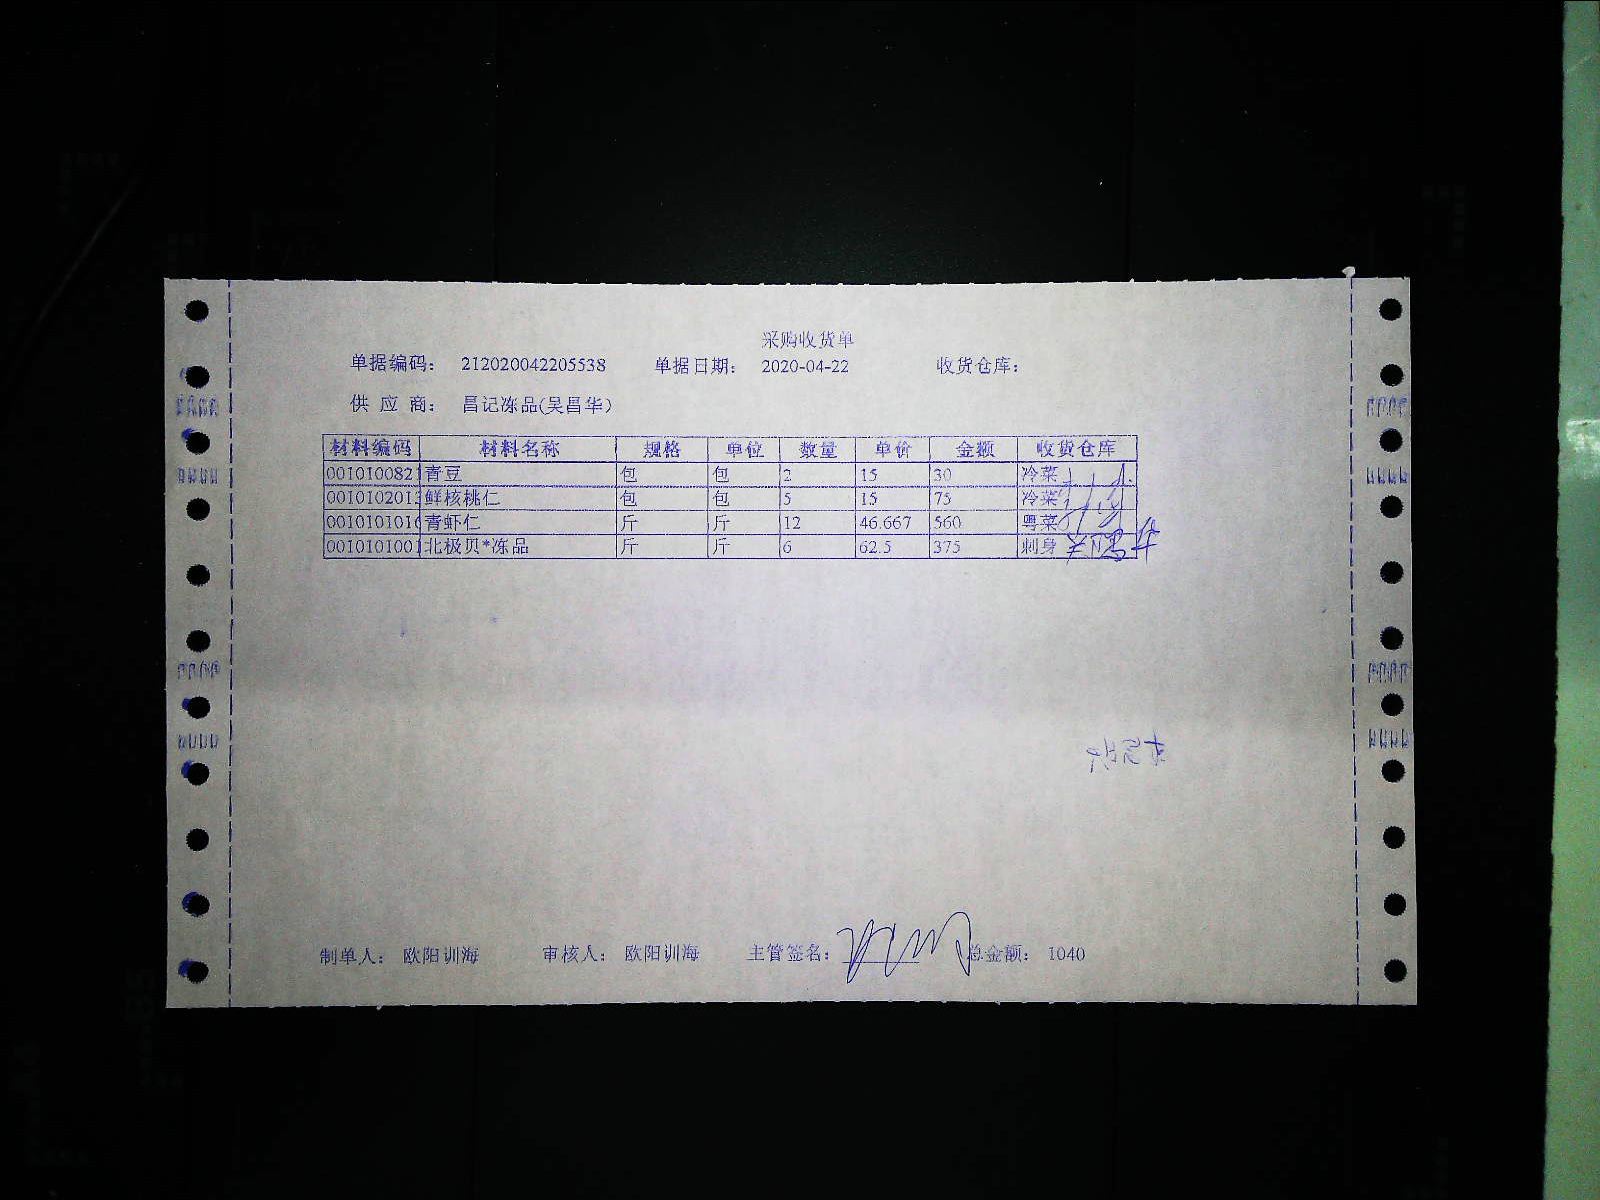 采购收货单
单据编码： 212020042205538 单据日期： 2020-04-22 收货仓库：
供 应 商： 昌记冻品(吴昌华)
材料编码 材料名称 规格 单位 数量 单价 金额 收货仓库
001010082 青豆 包 包 2 15 30 冷菜
001010201 鲜核桃仁 包 包 5 15 75 冷菜
001010101 青虾仁 斤 斤 12 46.667 560 粤菜
001010100 北极贝*冻品 斤 斤 6 62.5 375 刺身
制单人： 欧阳训海 审核人： 欧阳训海 主管签名： 总金额： 1040